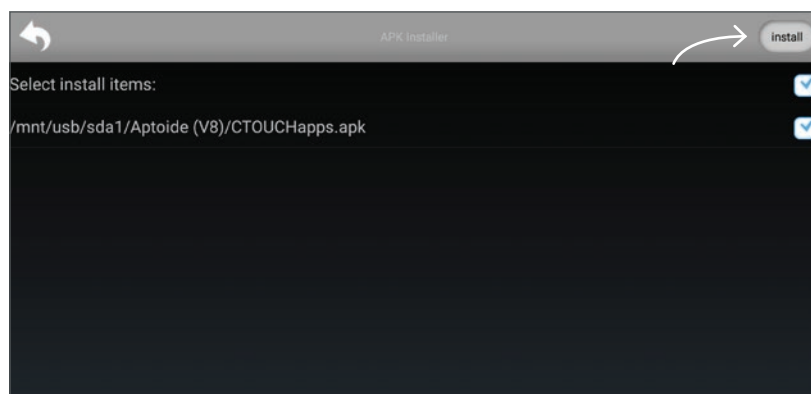 APK Installer
install
Select install items:
/mnt/usb/sda1/Aptoide (V8)/CTOUCHapps.apk